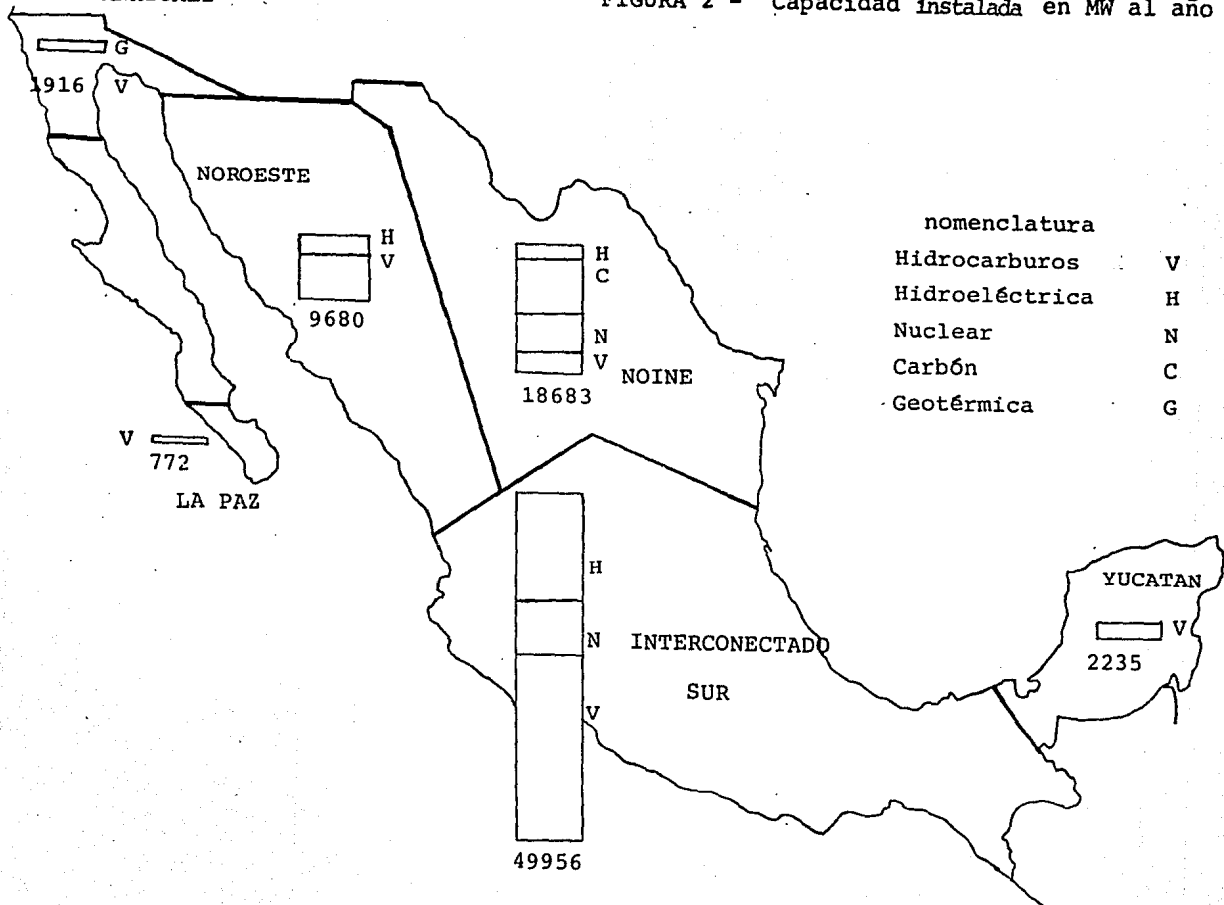 FIGURA 2 - Capacidad instalada en MW al año
G
1916 V
NOROESTE
H
V
9680
H
C
N
V
NOINE
18683
nomenclatura
Hidrocarburos : V
Hidroeléctrica H
Nuclear N
Carbón C
Geotérmica G
V
772
LA PAZ
H
N
INTERCONECTADO
SUR
V
49956
YUCATAN
V
2235